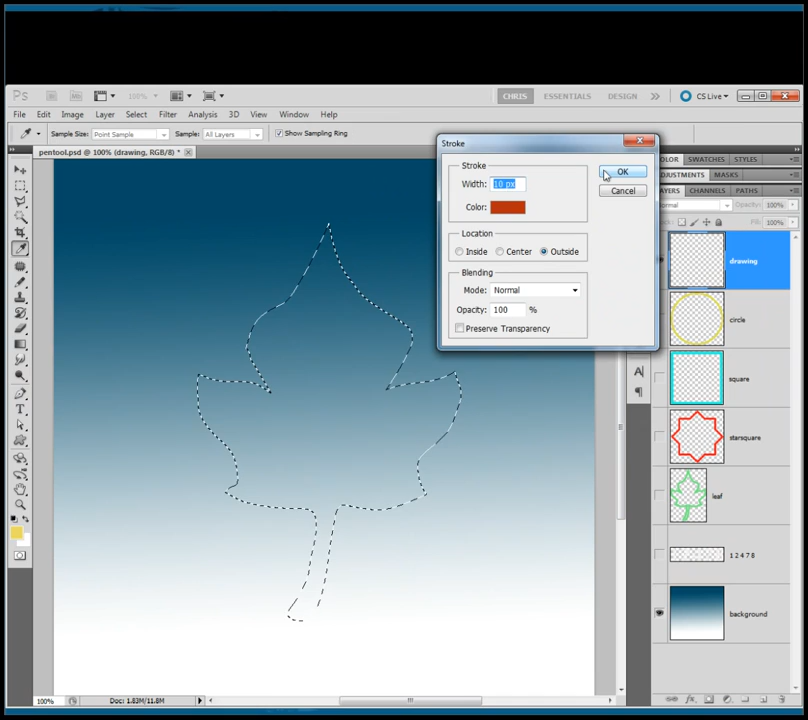 Ps 100% CHRIS ESSENTIALS DESIGN CS Live
File Edit Image Layer Select Filter Analysis 3D View Window Help
Sample Size: Point Sample Sample: All Layers Show Sampling Ring
pentool.psd @ 100% (drawing, RGB/8) *
Stroke
Stroke
Width: 10 px
Color:
OK
Cancel
Location
Inside Center Outside
Blending
Mode: Normal
Opacity: 100 %
Preserve Transparency
COLOR SWATCHES STYLES
ADJUSTMENTS MASKS
LAYERS CHANNELS PATHS
Normal Opacity: 100%
Fill: 100%
drawing
circle
square
starsquare
leaf
1 2 4 7 8
background
100% Doc: 1.83M/11.8M